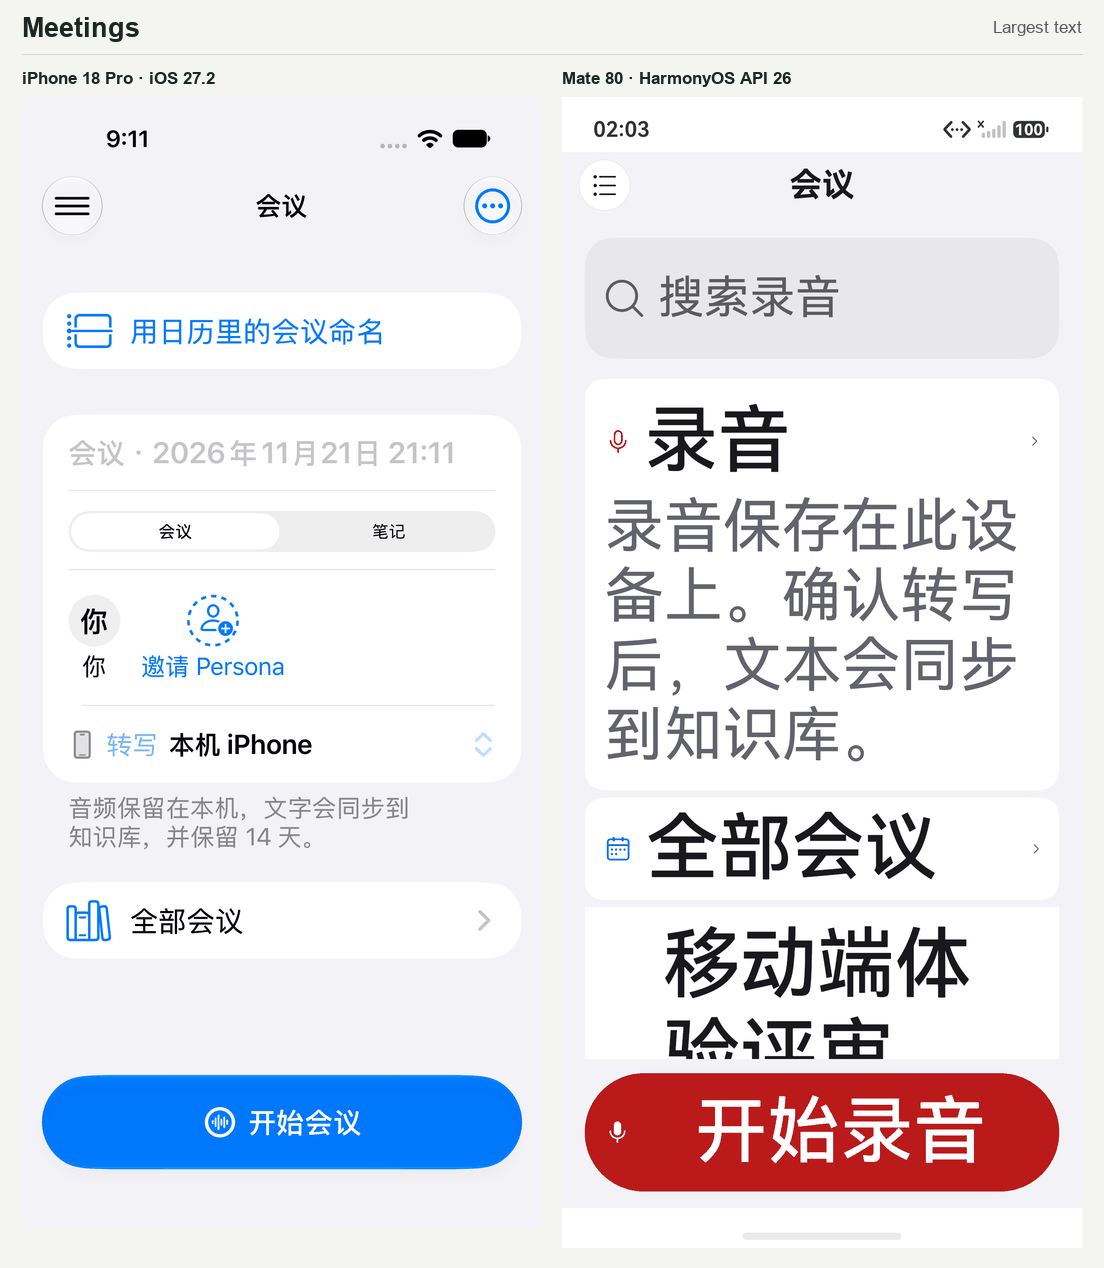 Meetings
Largest text
iPhone 18 Pro · iOS 27.2
9:11
会议
用日历里的会议命名
会议 · 2026年11月21日 21:11
会议
笔记
你
你
邀请 Persona
转写 本机 iPhone
音频保留在本机，文字会同步到
知识库，并保留 14 天。
全部会议
开始会议
Mate 80 · HarmonyOS API 26
02:03
100
会议
搜索录音
录音
录音保存在此设
备上。确认转写
后，文本会同步
到知识库。
全部会议
移动端体
验评审
开始录音